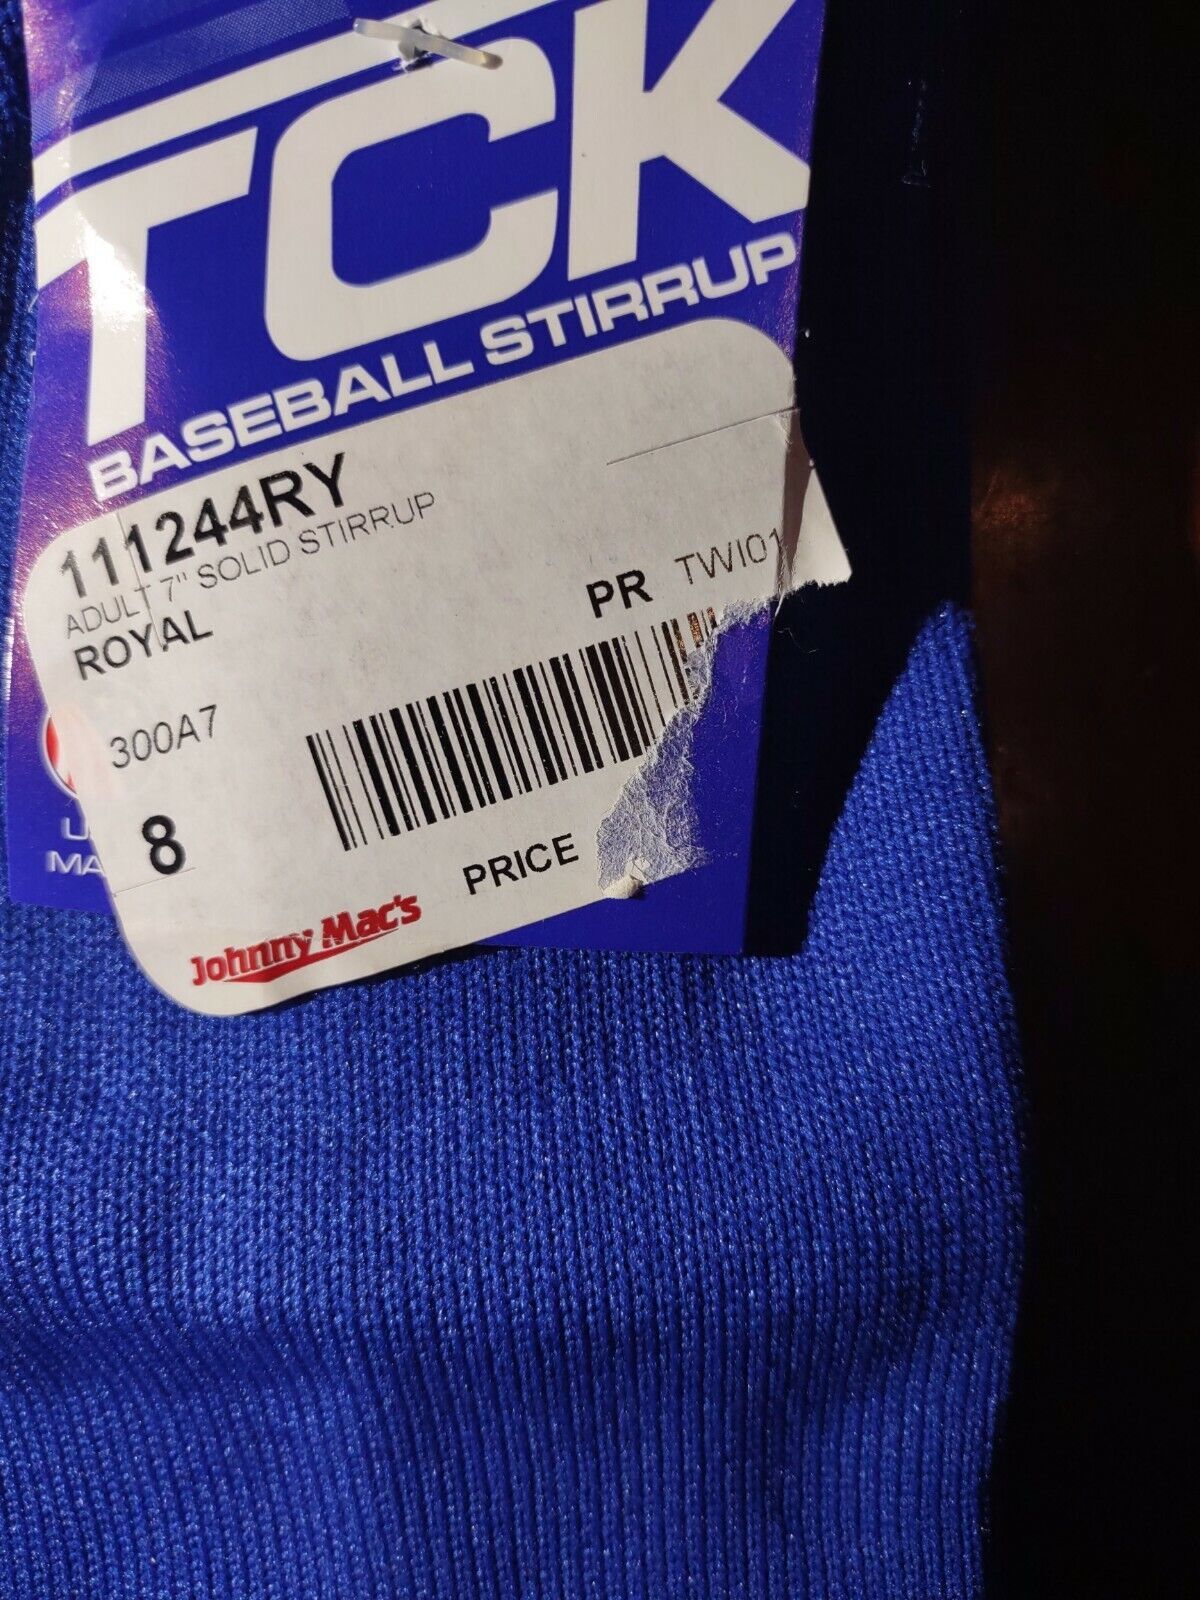 TCK
BASEBALL STIRRUP
111244RY
ADULT 7" SOLID STIRRUP
ROYAL
PR TWI01
300A7
8
PRICE
Johnny Mac's